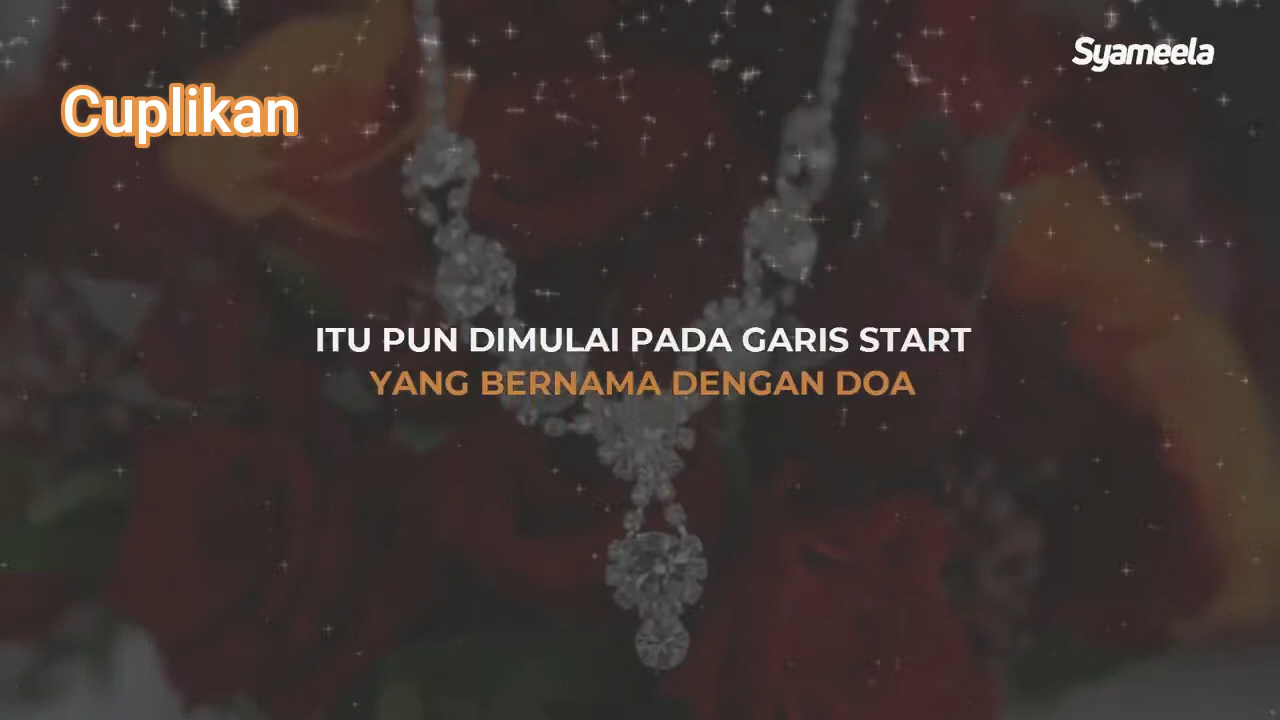 Syameela
Cuplikan
ITU PUN DIMULAI PADA GARIS START
YANG BERNAMA DENGAN DOA